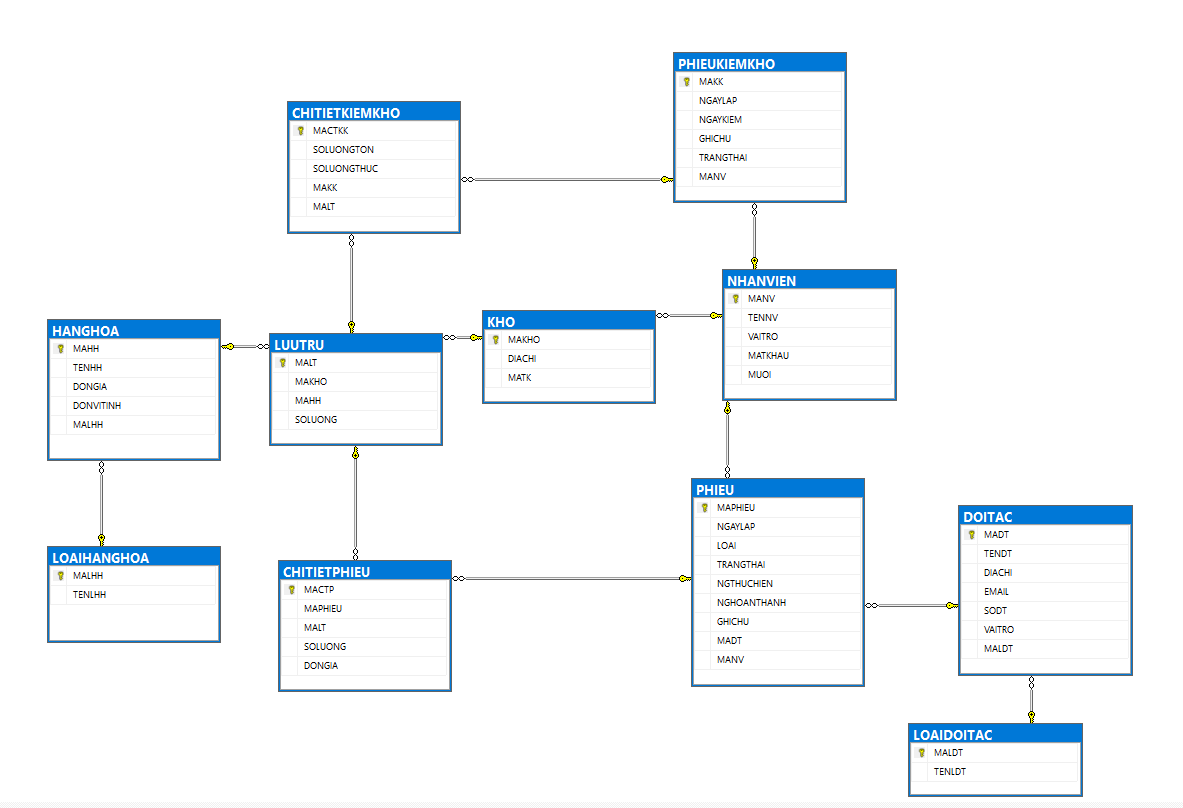 PHIEUKIEMKHO
MAKK
NGAYLAP
NGAYKIEM
GHICHU
TRANGTHAI
MANV
CHITIETKIEMKHO
MACTKK
SOLUONGTON
SOLUONGTHUC
MAKK
MALT
NHANVIEN
MANV
TENNV
VAITRO
MATKHAU
MUOI
KHO
MAKHO
DIACHI
MATK
HANGHOA
MAHH
TENHH
DONGIA
DONVITINH
MALHH
LUUTRU
MALT
MAKHO
MAHH
SOLUONG
PHIEU
MAPHIEU
NGAYLAP
LOAI
TRANGTHAI
NGTHUCHIEN
NGHOANTHANH
GHICHU
MADT
MANV
DOITAC
MADT
TENDT
DIACHI
EMAIL
SODT
VAITRO
MALDT
LOAIHANGHOA
MALHH
TENLHH
CHITIETPHIEU
MACTP
MAPHIEU
MALT
SOLUONG
DONGIA
LOAIDOITAC
MALDT
TENLDT